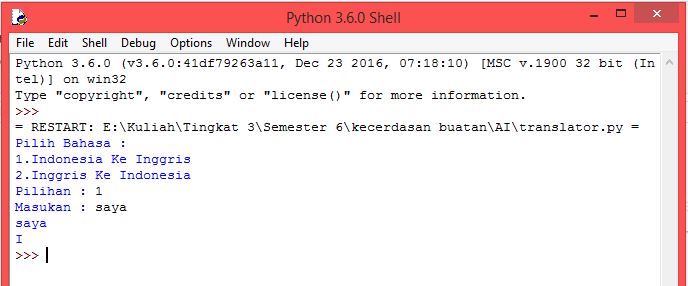 Python 3.6.0 Shell
File Edit Shell Debug Options Window Help
Python 3.6.0 (v3.6.0:41df79263a11, Dec 23 2016, 07:18:10) [MSC v.1900 32 bit (In
tel)] on win32
Type "copyright", "credits" or "license()" for more information.
>>>
= RESTART: E:\Kuliah\Tingkat 3\Semester 6\kecerdasan buatan\AI\translator.py =
Pilih Bahasa :
1.Indonesia Ke Inggris
2.Inggris Ke Indonesia
Pilihan : 1
Masukan : saya
saya
I
>>>